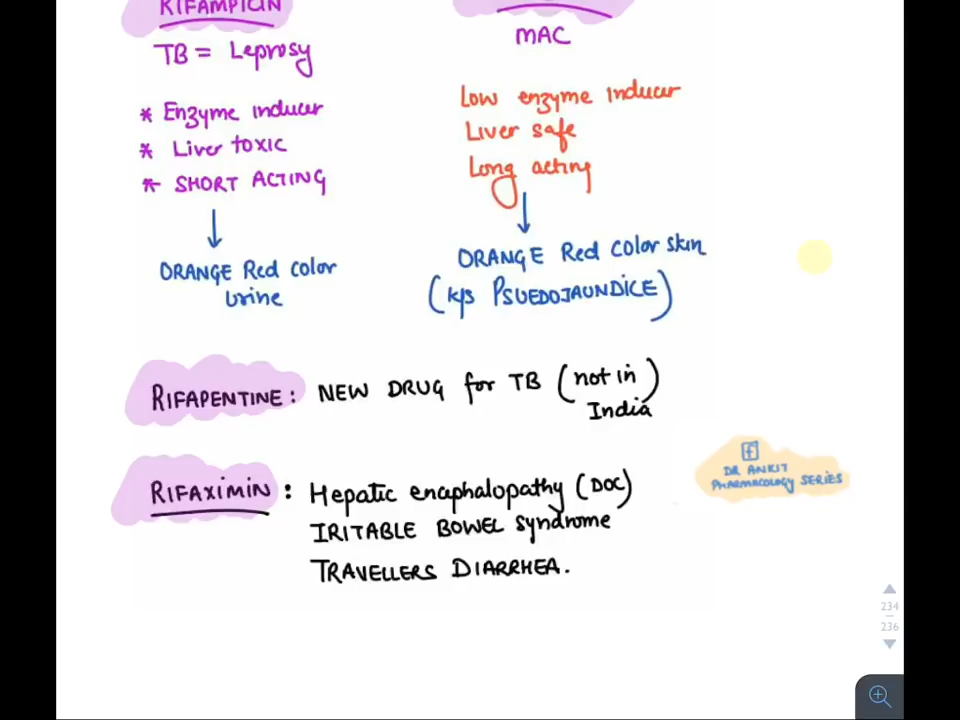 RIFAMPICIN
TB = Leprosy
* Enzyme inducer
* Liver toxic
* SHORT ACTING
ORANGE Red color
urine
MAC
Low enzyme inducer
Liver safe
Long acting
ORANGE Red color skin
(k/s PSUEDOJAUNDICE)
RIFAPENTINE: NEW DRUG for TB (not in
India)
RIFAXIMIN : Hepatic encaphalopathy (DOC)
IRITABLE BOWEL Syndrome
TRAVELLERS DIARRHEA.
f
DR ANKIT
PHARMACOLOGY SERIES
234
236